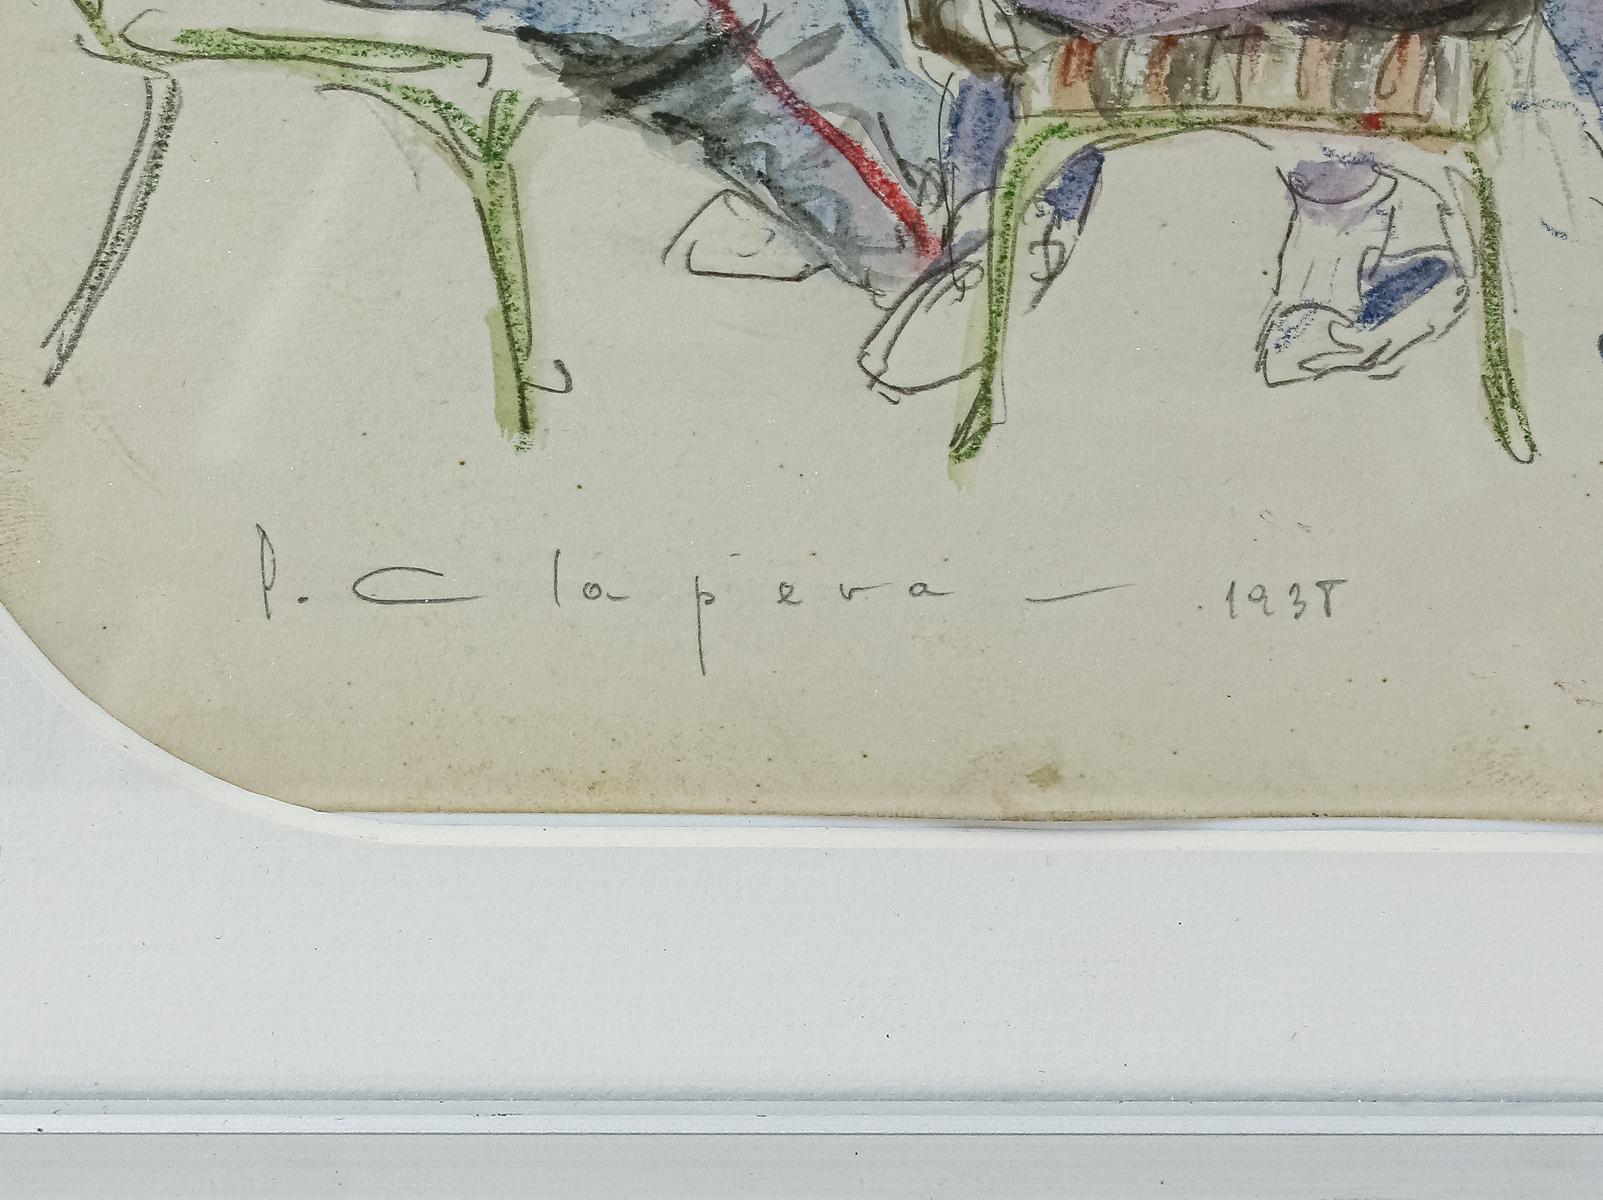 P. Clapera — 1938